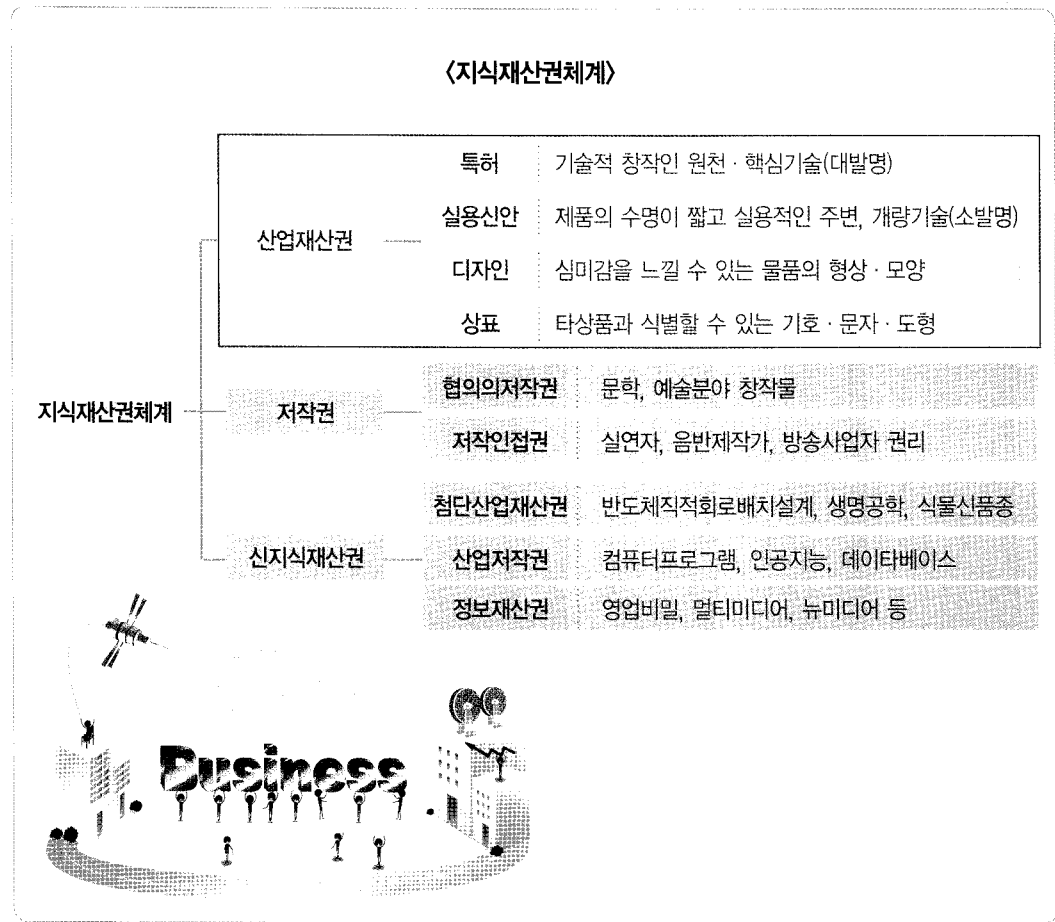 〈지식재산권체계〉
특허 기술적 창작인 원천 · 핵심기술(대발명)
실용신안 제품의 수명이 짧고 실용적인 주변, 개량기술(소발명)
산업재산권
디자인 심미감을 느낄 수 있는 물품의 형상 · 모양
상표 타상품과 식별할 수 있는 기호 · 문자 · 도형
협의의저작권 문학, 예술분야 창작물
지식재산권체계 저작권
저작인접권 실연자, 음반제작가, 방송사업자 권리
첨단산업재산권 반도체직적회로배치설계, 생명공학, 식물신품종
신지식재산권 산업저작권 컴퓨터프로그램, 인공지능, 데이타베이스
정보재산권 영업비밀, 멀티미디어, 뉴미디어 등
Business